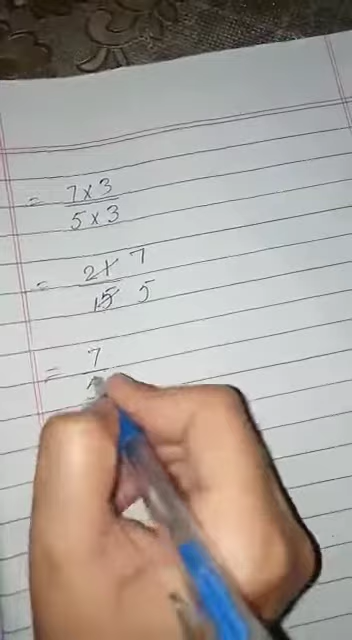 = 7 x 3
5 x 3
= 21 7
15 5
= 7